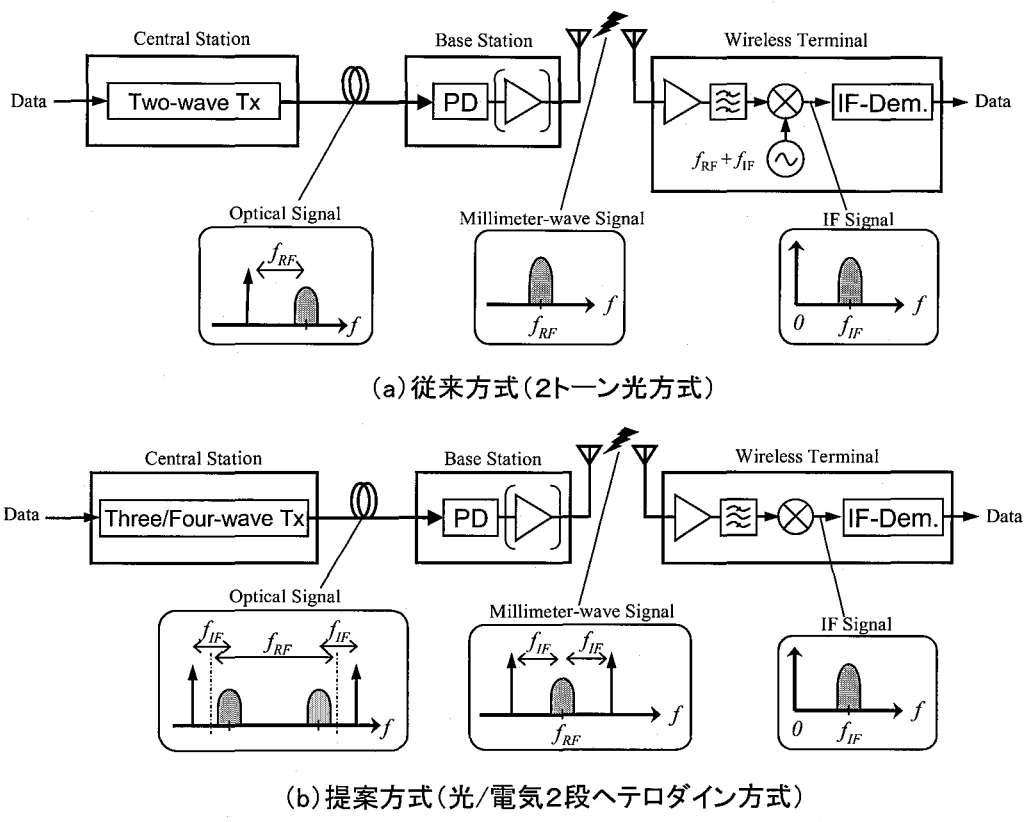 Central Station
Base Station
Wireless Terminal
Data
Two-wave Tx
PD
IF-Dem.
Data
f_RF + f_IF
Optical Signal
Millimeter-wave Signal
IF Signal
f_RF
f
f
f_RF
f
0
f_IF
(a)従来方式(2トーン光方式)
Central Station
Base Station
Wireless Terminal
Data
Three/Four-wave Tx
PD
IF-Dem.
Data
Optical Signal
Millimeter-wave Signal
IF Signal
f_IF
f_RF
f_IF
f
f_IF
f_IF
f
f_RF
f
0
f_IF
(b)提案方式(光/電気2段ヘテロダイン方式)